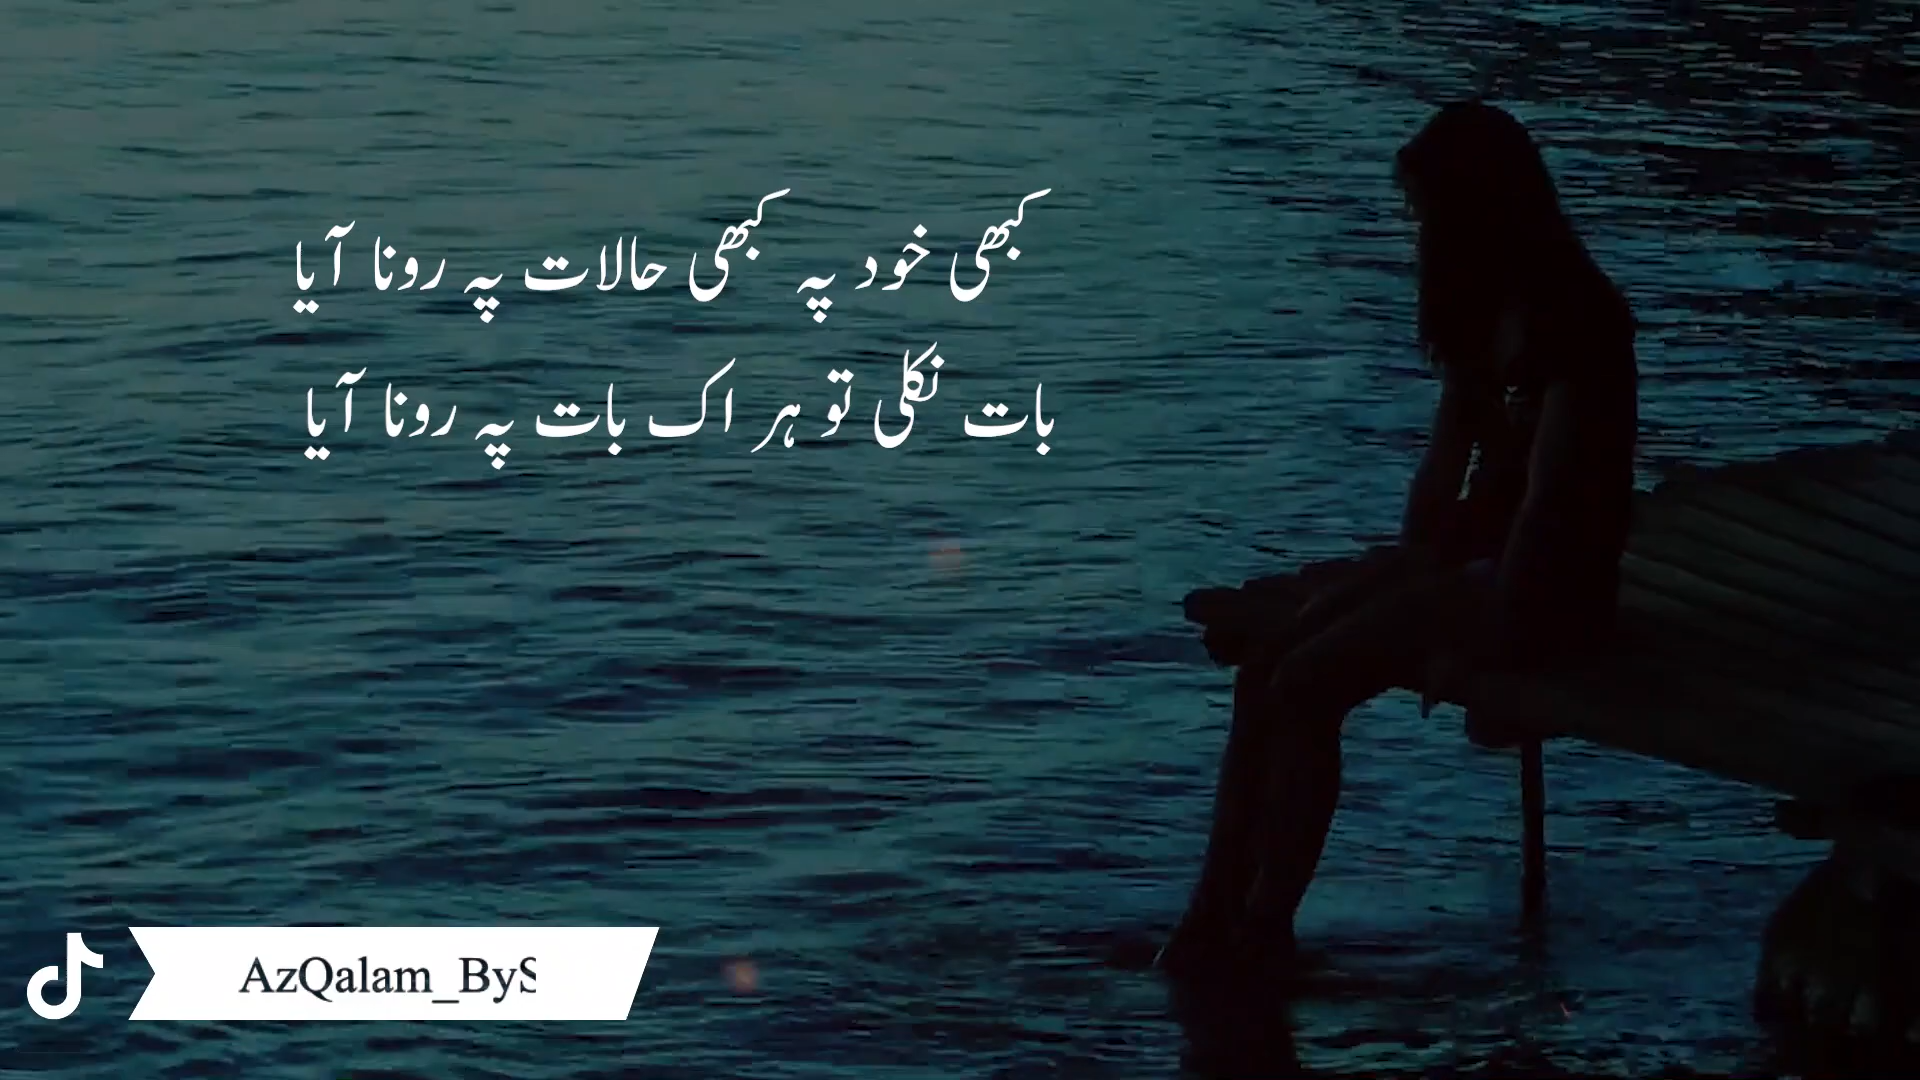 کبھی خود پہ کبھی حالات پہ رونا آیا
بات نکلی تو ہر اک بات پہ رونا آیا
AzQalam_ByS